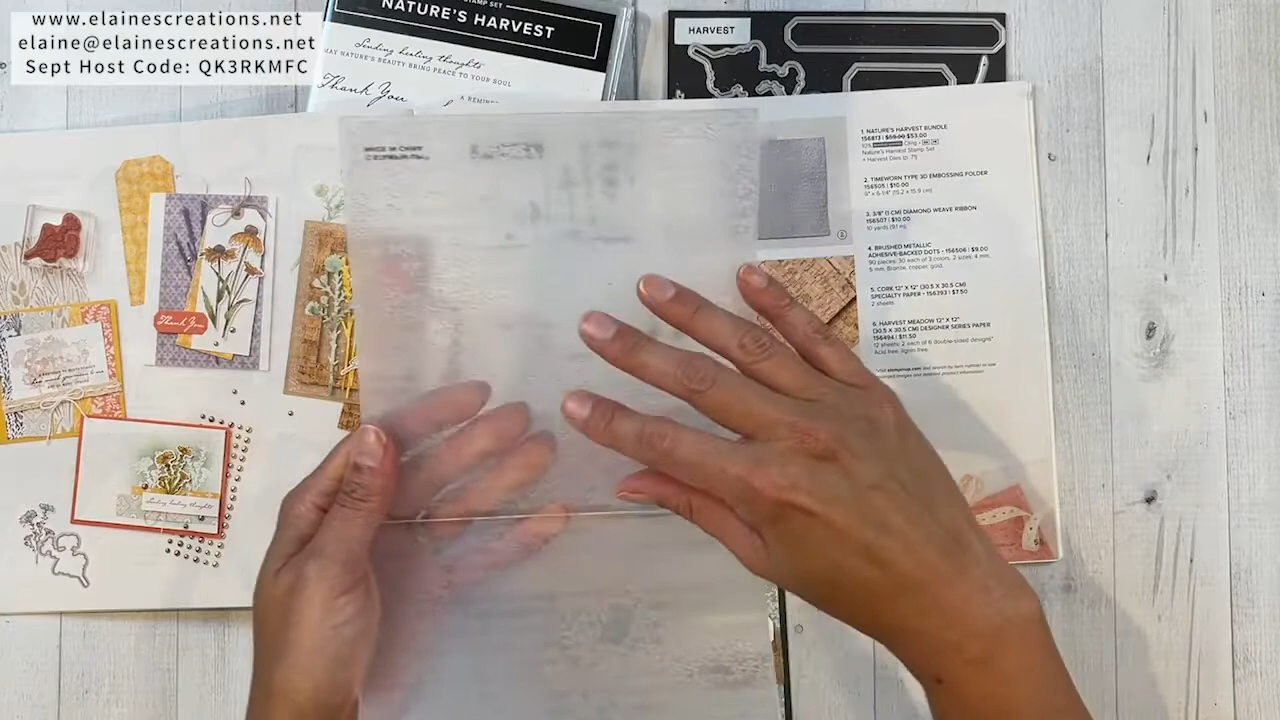 www.elainescreations.net
elaine@elainescreations.net
Sept Host Code: QK3RKMFC
STAMP SET
NATURE'S HARVEST
Sending healing thoughts
MAY NATURE'S BEAUTY BRING PEACE TO YOUR SOUL
Thank You
HARVEST
1. NATURE'S HARVEST BUNDLE
156813 | $59.00 $53.00
Nature's Harvest Stamp Set
+ Harvest Dies (p. 71)
2. TIMEWORN TYPE 3D EMBOSSING FOLDER
156505 | $10.00
3. 3/8" (1 CM) DIAMOND WEAVE RIBBON
156507 | $10.00
10 yards (9.1 m).
4. BRUSHED METALLIC
ADHESIVE-BACKED DOTS • 156506 | $9.00
90 pieces: 30 each of 3 colors, 2 sizes: 4 mm,
5 mm. Bronze, copper, gold.
5. CORK 12" X 12" (30.5 X 30.5 CM)
SPECIALTY PAPER • 156393 | $7.50
2 sheets
6. HARVEST MEADOW 12" X 12"
(30.5 X 30.5 CM) DESIGNER SERIES PAPER
156494 | $11.50
12 sheets: 2 each of 6 double-sided designs*
Acid free, lignin free.
Thank You
Sending healing thoughts